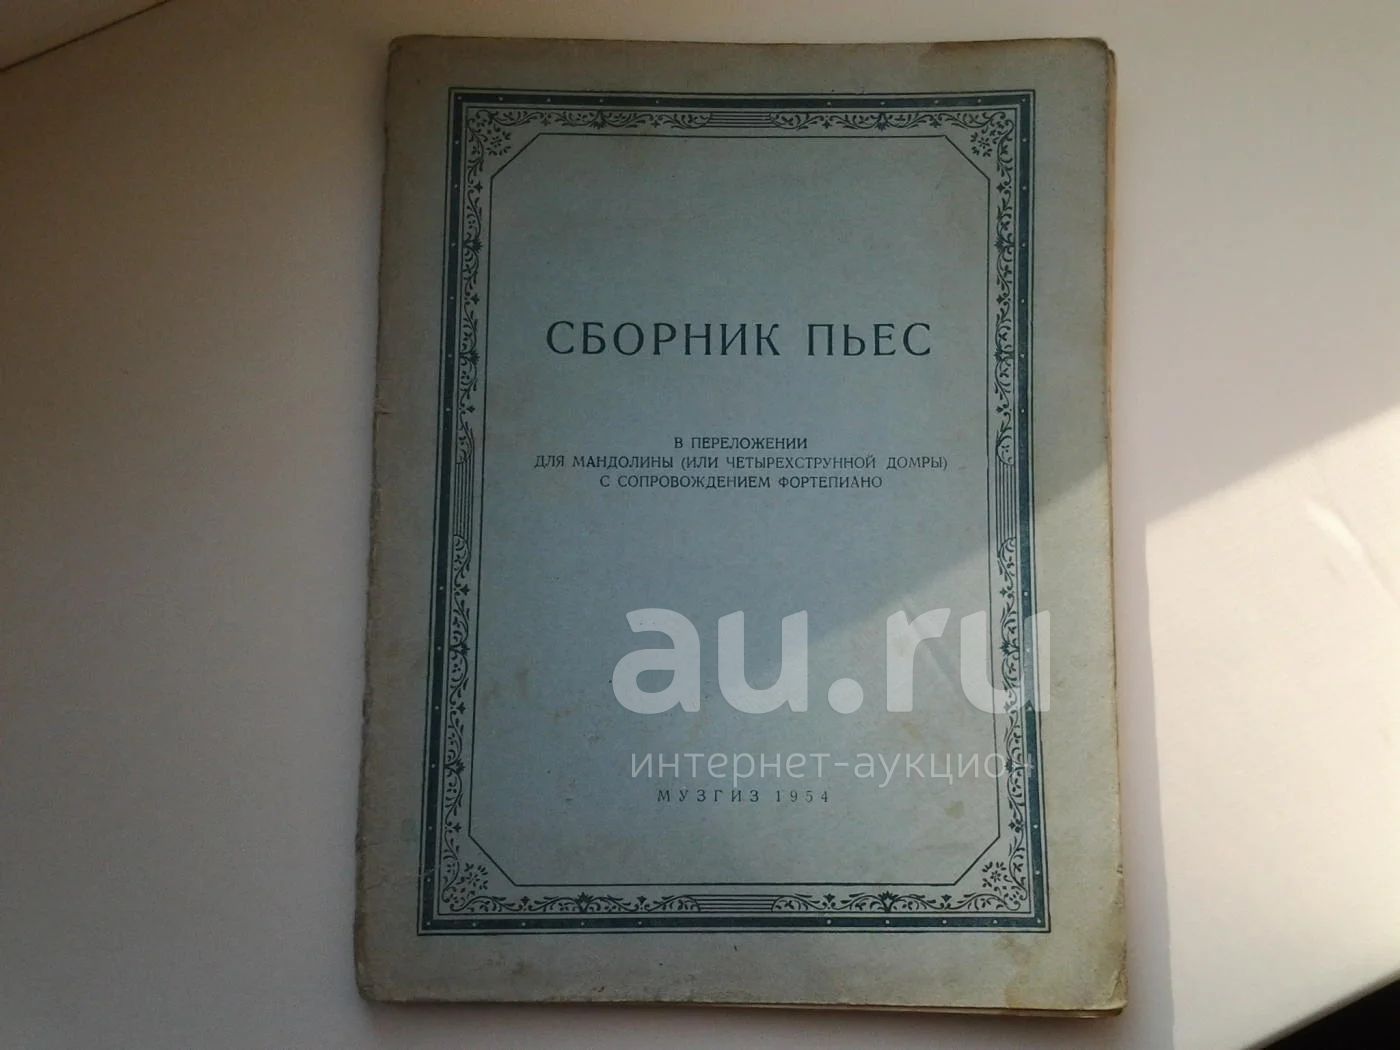 СБОРНИК ПЬЕС
В ПЕРЕЛОЖЕНИИ
ДЛЯ МАНДОЛИНЫ (ИЛИ ЧЕТЫРЕХСТРУННОЙ ДОМРЫ)
С СОПРОВОЖДЕНИЕМ ФОРТЕПИАНО
au.ru
интернет-аукцион
МУЗГИЗ 1954